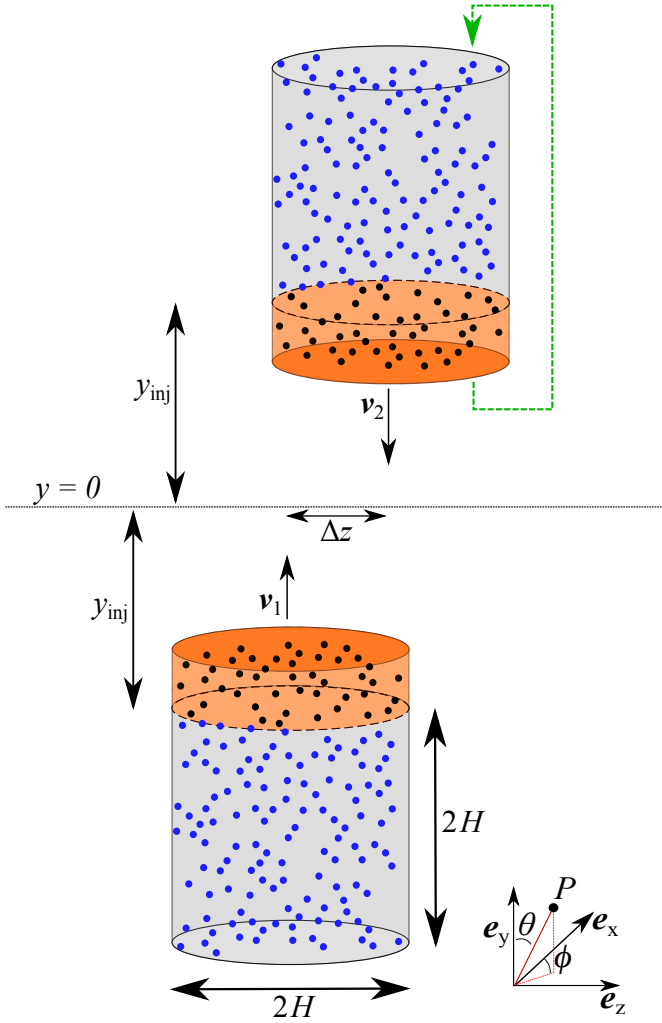 y_inj
v_2
y = 0
Δz
v_1
y_inj
2H
2H
P
e_y
θ
e_x
ϕ
e_z